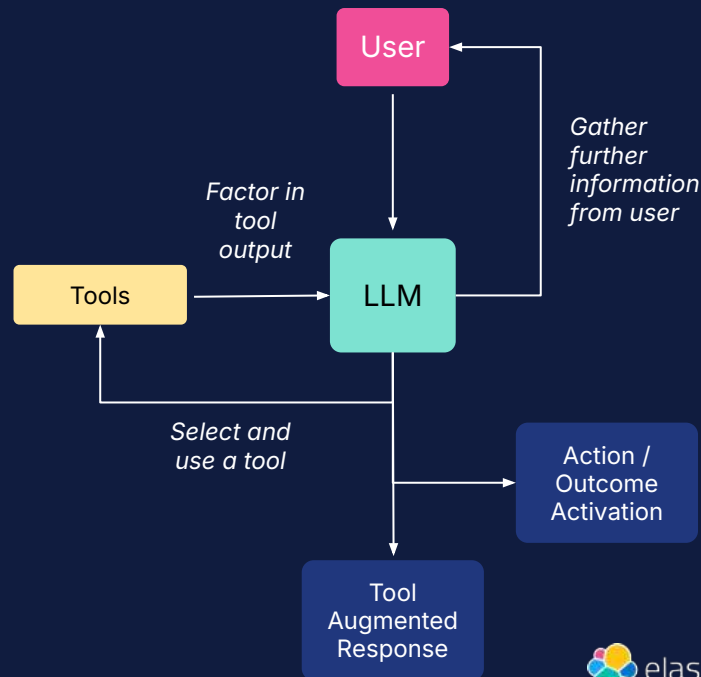 User
Gather
further
information
from user
Factor in
tool
output
Tools
LLM
Select and
use a tool
Action /
Outcome
Activation
Tool
Augmented
Response
elas